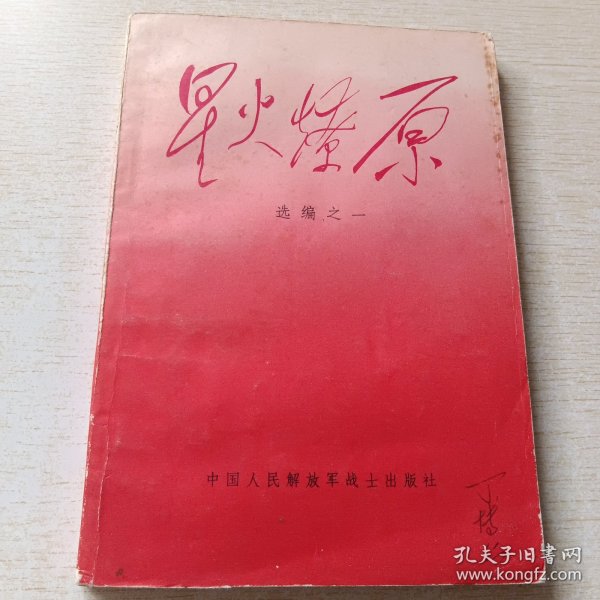 星火燎原
选编之一
中国人民解放军战士出版社
丁
孔夫子旧书网
www.kongfz.com